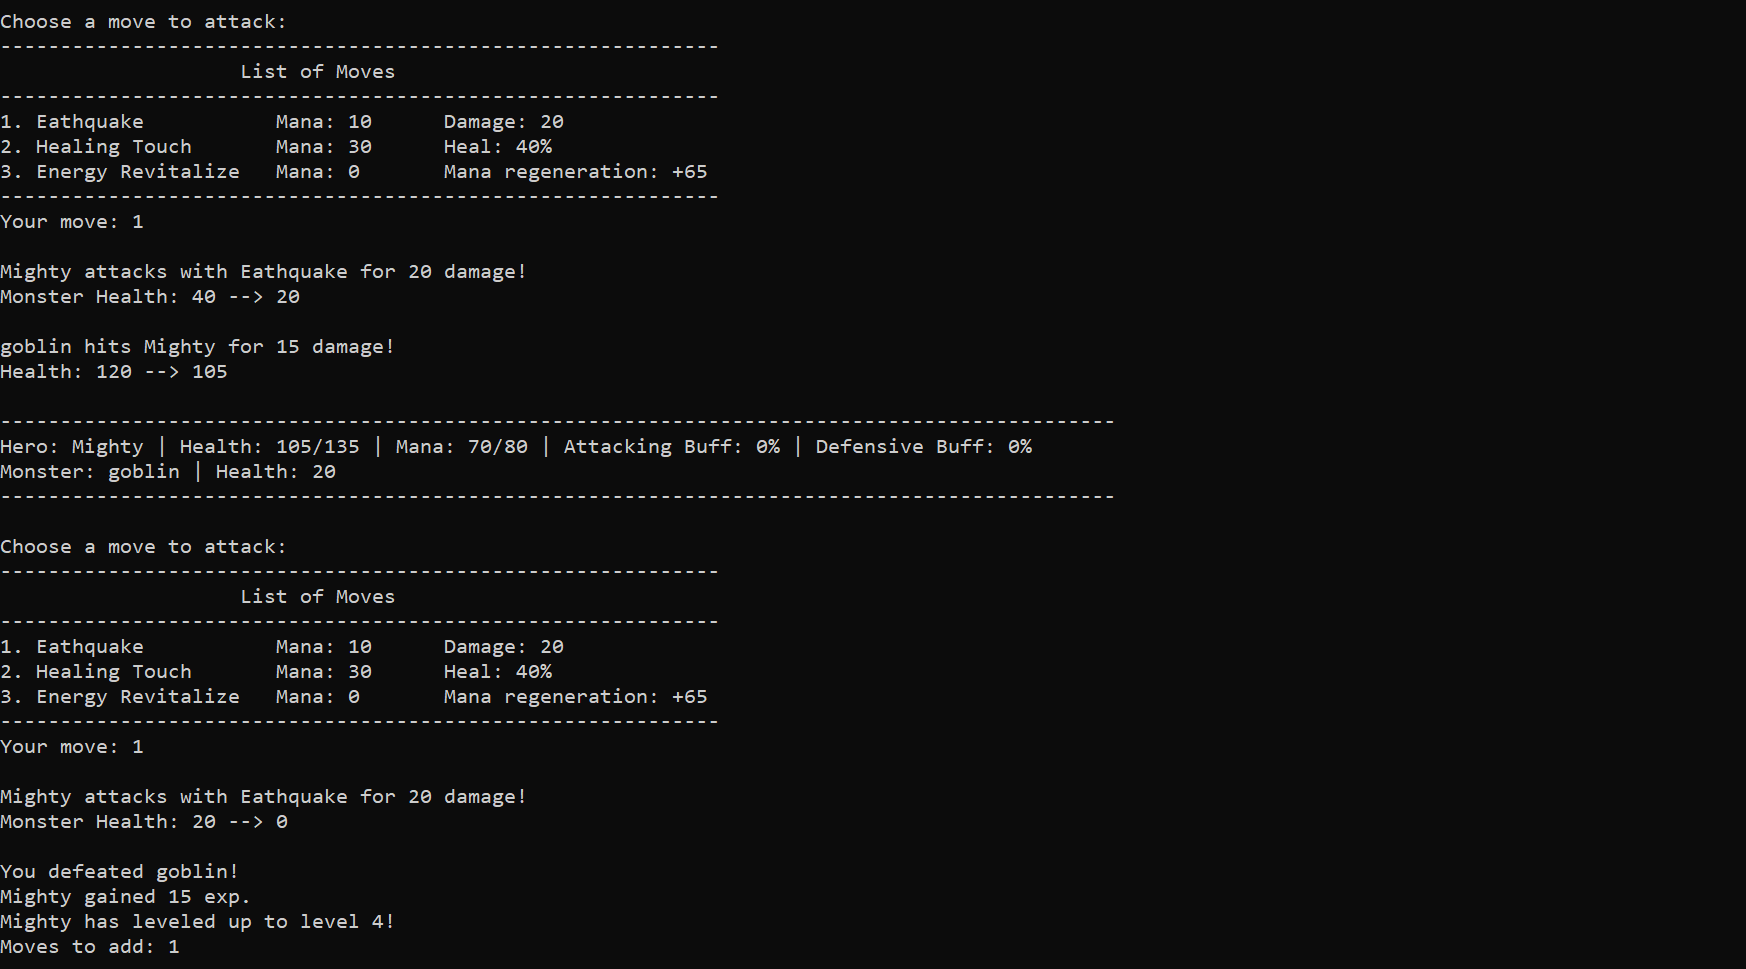 Choose a move to attack:
------------------------------------------------------------
                    List of Moves
------------------------------------------------------------
1. Eathquake           Mana: 10      Damage: 20
2. Healing Touch       Mana: 30      Heal: 40%
3. Energy Revitalize   Mana: 0       Mana regeneration: +65
------------------------------------------------------------
Your move: 1

Mighty attacks with Eathquake for 20 damage!
Monster Health: 40 --> 20

goblin hits Mighty for 15 damage!
Health: 120 --> 105

---------------------------------------------------------------------------------------------
Hero: Mighty | Health: 105/135 | Mana: 70/80 | Attacking Buff: 0% | Defensive Buff: 0%
Monster: goblin | Health: 20
---------------------------------------------------------------------------------------------

Choose a move to attack:
------------------------------------------------------------
                    List of Moves
------------------------------------------------------------
1. Eathquake           Mana: 10      Damage: 20
2. Healing Touch       Mana: 30      Heal: 40%
3. Energy Revitalize   Mana: 0       Mana regeneration: +65
------------------------------------------------------------
Your move: 1

Mighty attacks with Eathquake for 20 damage!
Monster Health: 20 --> 0

You defeated goblin!
Mighty gained 15 exp.
Mighty has leveled up to level 4!
Moves to add: 1